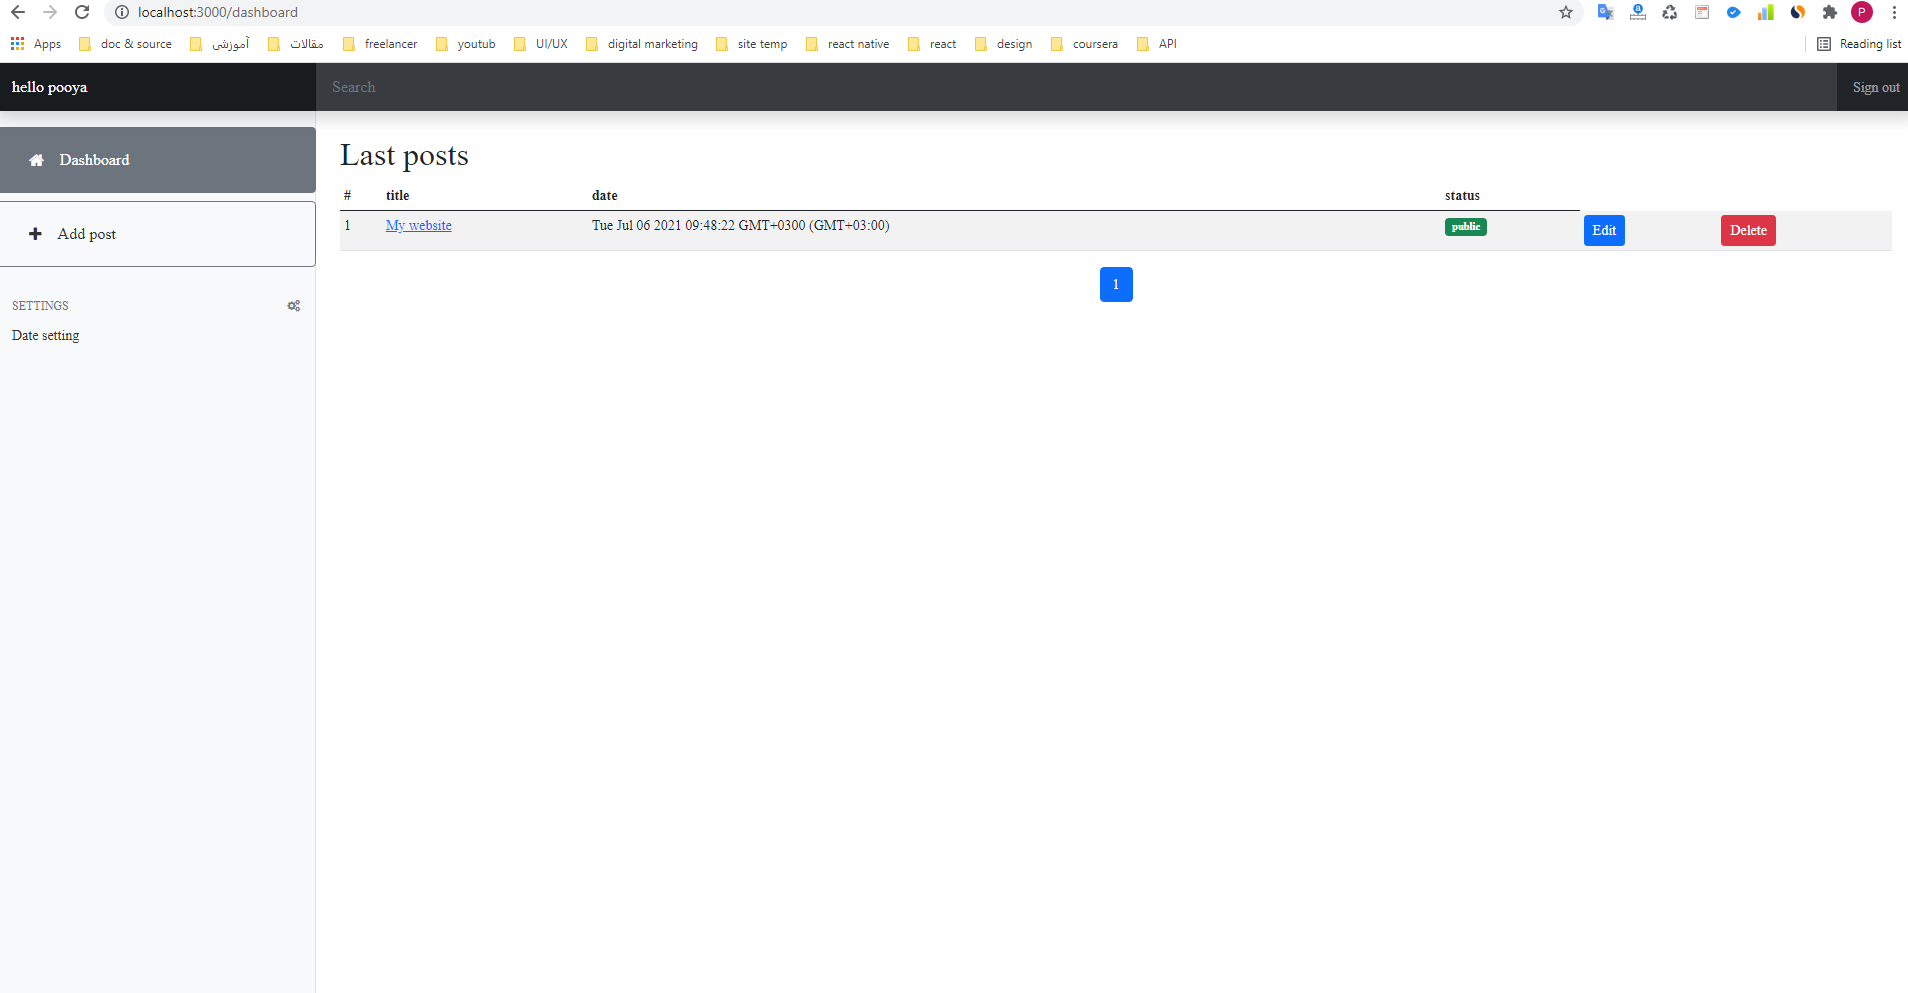 localhost:3000/dashboard
P
Apps doc & source آموزشی مقالات freelancer youtub UI/UX digital marketing site temp react native react design coursera API Reading list
hello pooya Search Sign out
Dashboard
Add post
SETTINGS
Date setting
Last posts
# title date status
1 My website Tue Jul 06 2021 09:48:22 GMT+0300 (GMT+03:00) public Edit Delete
1